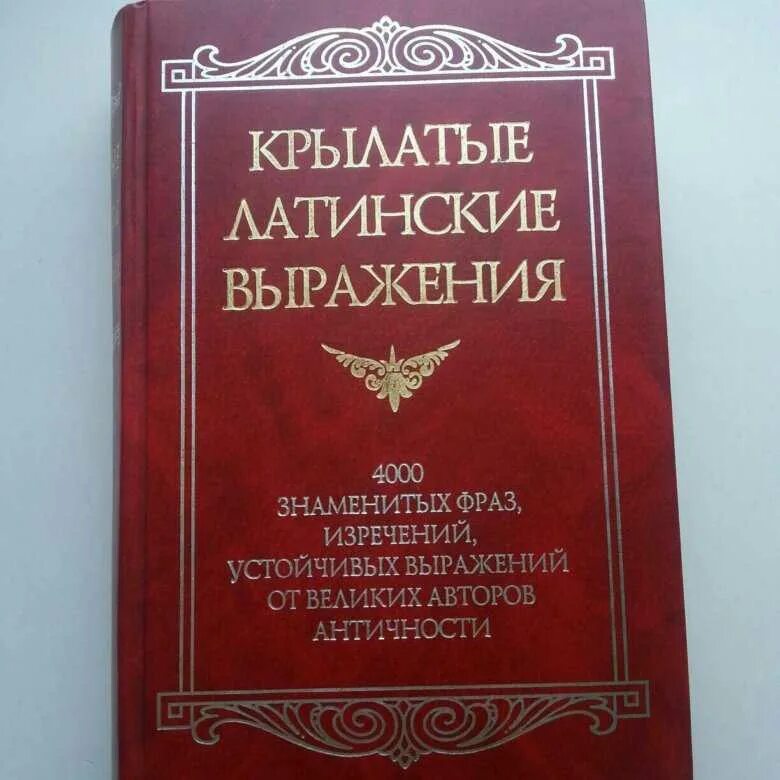 КРЫЛАТЫЕ
ЛАТИНСКИЕ
ВЫРАЖЕНИЯ
4000
ЗНАМЕНИТЫХ ФРАЗ,
ИЗРЕЧЕНИЙ,
УСТОЙЧИВЫХ ВЫРАЖЕНИЙ
ОТ ВЕЛИКИХ АВТОРОВ
АНТИЧНОСТИ